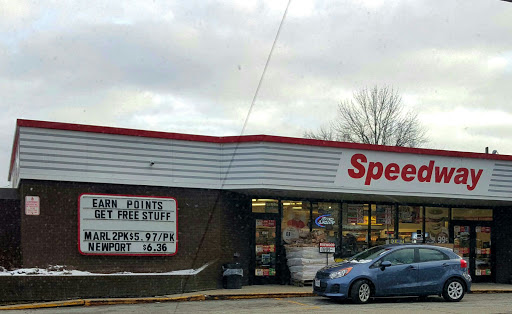 Speedway
EARN POINTS
GET FREE STUFF
MARL2PK$5.97/PK
NEWPORT $6.36